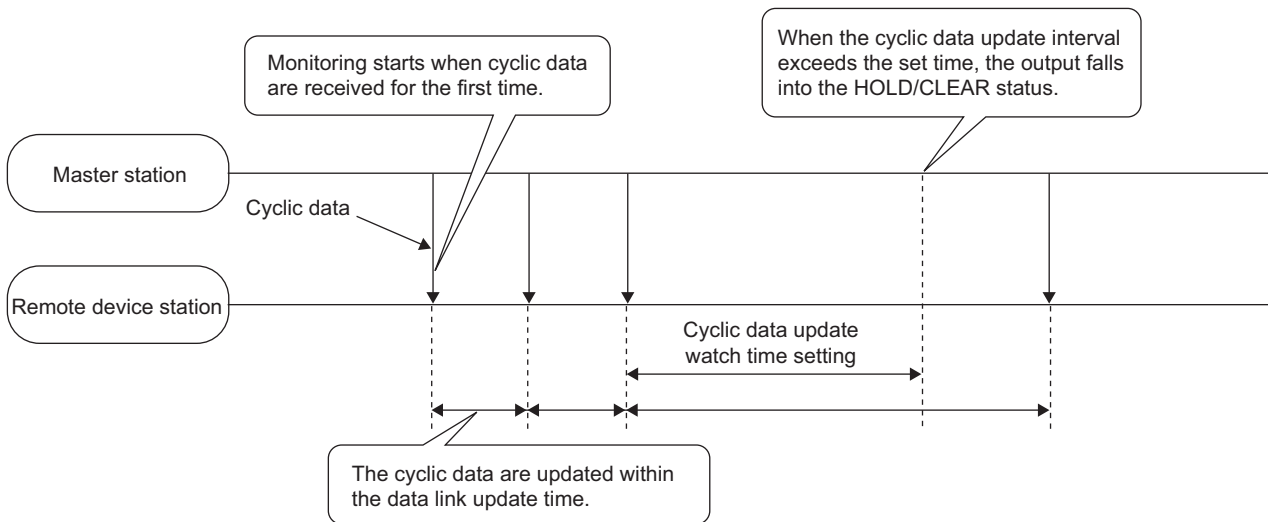 Monitoring starts when cyclic data
are received for the first time.
When the cyclic data update interval
exceeds the set time, the output falls
into the HOLD/CLEAR status.
Master station
Cyclic data
Remote device station
Cyclic data update
watch time setting
The cyclic data are updated within
the data link update time.